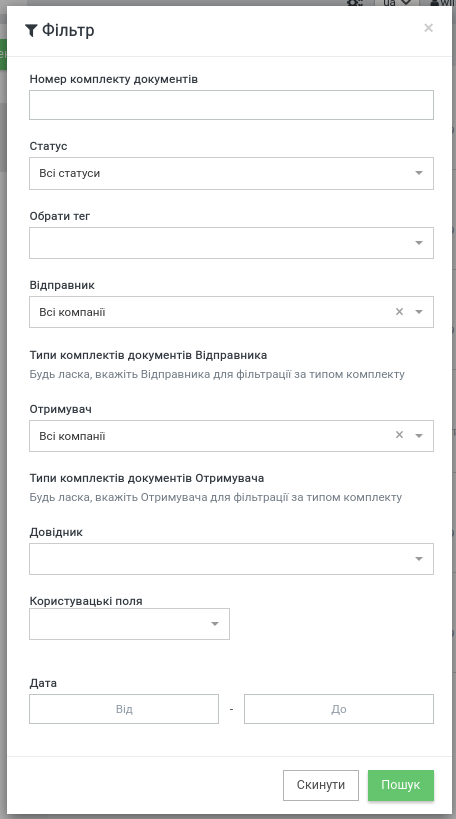 ua
Фільтр
×
Номер комплекту документів
Статус
Всі статуси
Обрати тег
Відправник
Всі компанії ×
Типи комплектів документів Відправника
Будь ласка, вкажіть Відправника для фільтрації за типом комплекту
Отримувач
Всі компанії ×
Типи комплектів документів Отримувача
Будь ласка, вкажіть Отримувача для фільтрації за типом комплекту
Довідник
Користувацькі поля
Дата
Від - До
Скинути Пошук